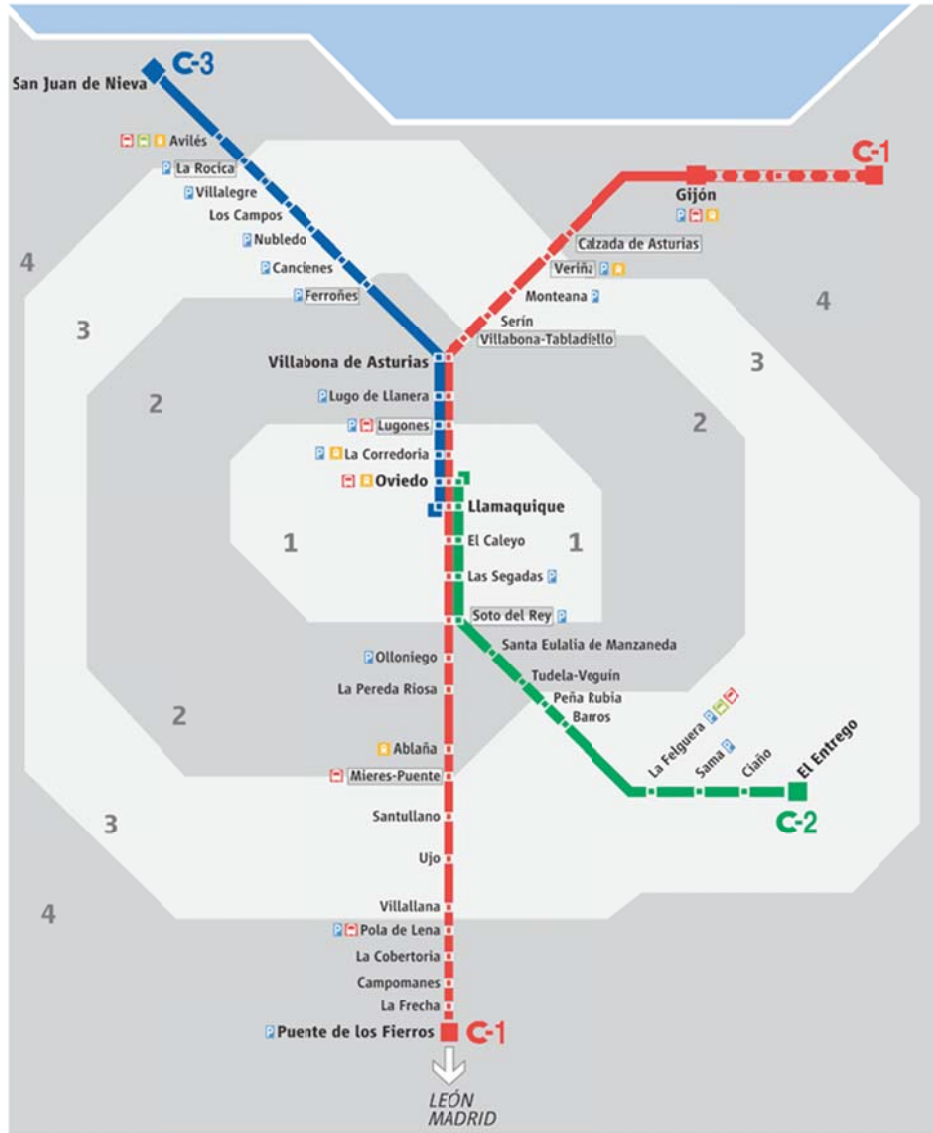 C-3
San Juan de Nieva
C-1
Avilés
La Rocica
Villalegre
Gijón
Los Campos
Nubledo
Calzada de Asturias
4
Cancienes
Veriña
Ferroñes
Monteana
4
3
Serín
Villabona-Tabladiello
Villabona de Asturias
3
2
Lugo de Llanera
2
Lugones
La Corredoria
Oviedo
Llamaquique
1
El Caleyo
1
Las Segadas
Soto del Rey
Santa Eulalia de Manzaneda
Olloniego
Tudela-Veguín
La Pereda Riosa
Peña Rubia
Barros
2
Ablaña
La Felguera
Sama
Ciaño
El Entrego
Mieres-Puente
Santullano
C-2
3
Ujo
4
Villallana
Pola de Lena
La Cobertoria
Campomanes
La Frecha
Puente de los Fierros
C-1
LEÓN
MADRID